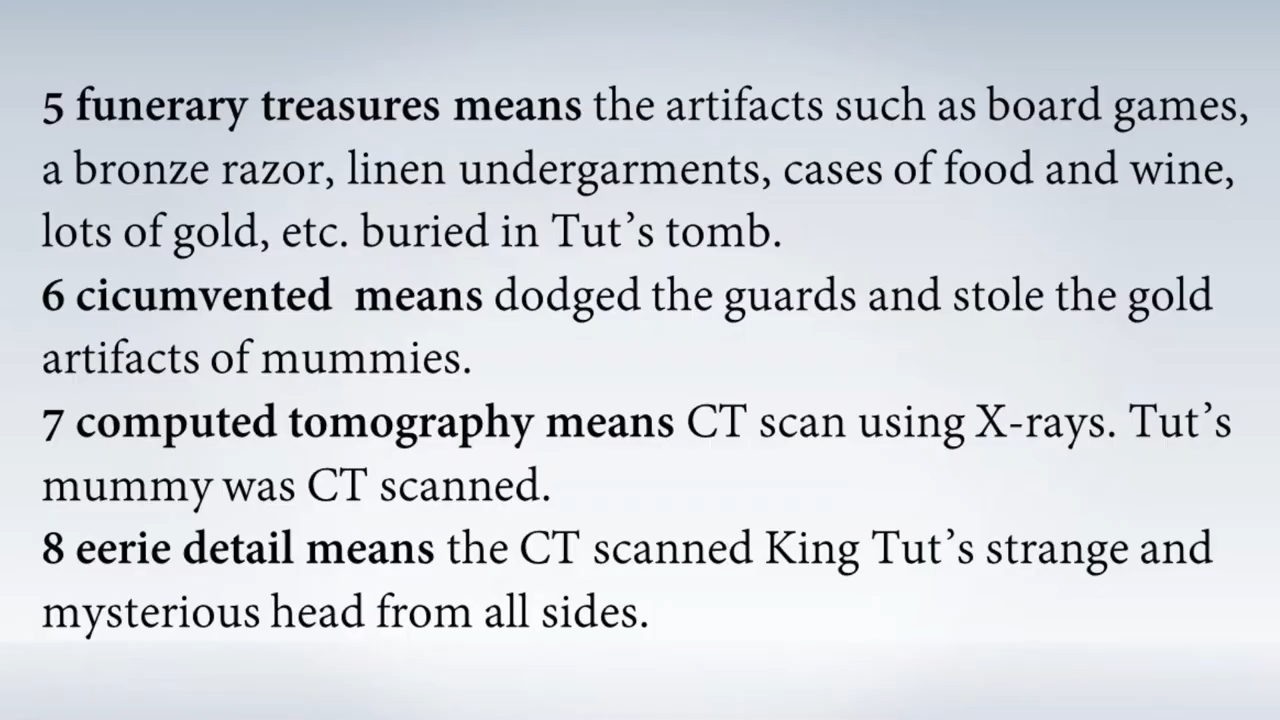 5 funerary treasures means the artifacts such as board games,
a bronze razor, linen undergarments, cases of food and wine,
lots of gold, etc. buried in Tut’s tomb.
6 cicumvented means dodged the guards and stole the gold
artifacts of mummies.
7 computed tomography means CT scan using X-rays. Tut’s
mummy was CT scanned.
8 eerie detail means the CT scanned King Tut’s strange and
mysterious head from all sides.